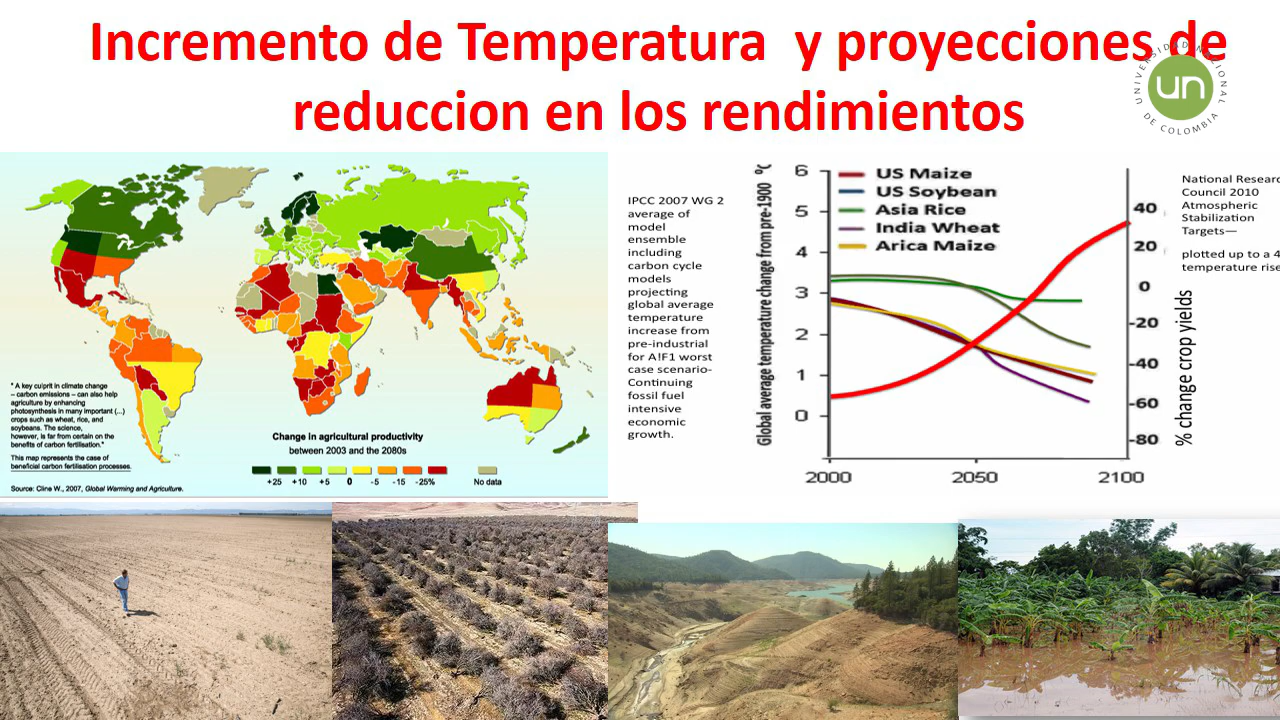 Incremento de Temperatura y proyecciones de
reduccion en los rendimientos
UNIVERSIDAD NACIONAL
DE COLOMBIA
un
" A key culprit in climate change
– carbon emissions – can also help
agriculture by enhancing
photosynthesis in many important (...)
crops such as wheat, rice, and
soybeans. The science,
however, is far from certain on the
benefits of carbon fertilisation."
This map represents the case of
beneficial carbon fertilisation processes.
Source: Cline W., 2007, Global Warming and Agriculture.
Change in agricultural productivity
between 2003 and the 2080s
+25 +10 +5 0 -5 -15 -25%
No data
IPCC 2007 WG 2
average of
model
ensemble
including
carbon cycle
models
projecting
global average
temperature
increase from
pre-industrial
for A!F1 worst
case scenario-
Continuing
fossil fuel
intensive
economic
growth.
Global average temperature change from pre-1900 °C
6
5
4
3
2
1
0
US Maize
US Soybean
Asia Rice
India Wheat
Arica Maize
2000 2050 2100
40
20
0
-20
-40
-60
-80
% change crop yields
National Researc
Council 2010
Atmospheric
Stabilization
Targets—
plotted up to a 4
temperature rise